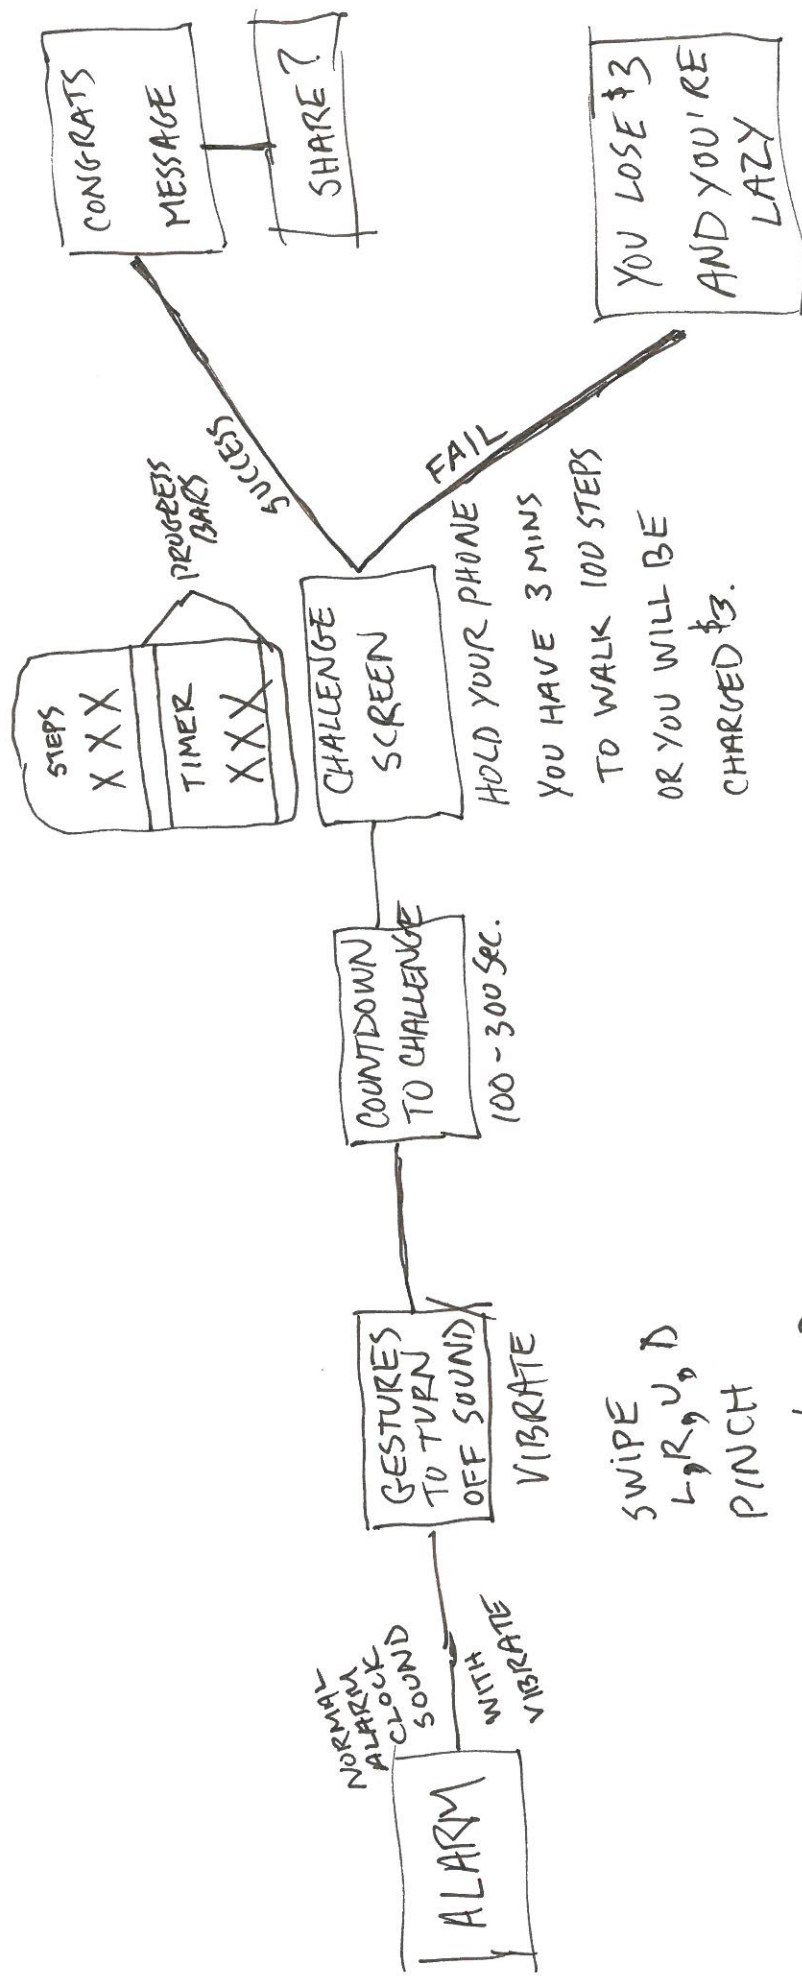 ALARM
NORMAL
ALARM
CLOCK
SOUND
WITH
VIBRATE
GESTURES
TO TURN
OFF SOUND
VIBRATE
SWIPE
L, R, U, D
PINCH
COUNTDOWN
TO CHALLENGE
100-300 Sec.
STEPS
XXX
TIMER
XXX
PROGRESS
BARS
CHALLENGE
SCREEN
HOLD YOUR PHONE
YOU HAVE 3 MINS
TO WALK 100 STEPS
OR YOU WILL BE
CHARGED $3.
SUCCESS
FAIL
CONGRATS
MESSAGE
SHARE?
YOU LOSE $3
AND YOU'RE
LAZY